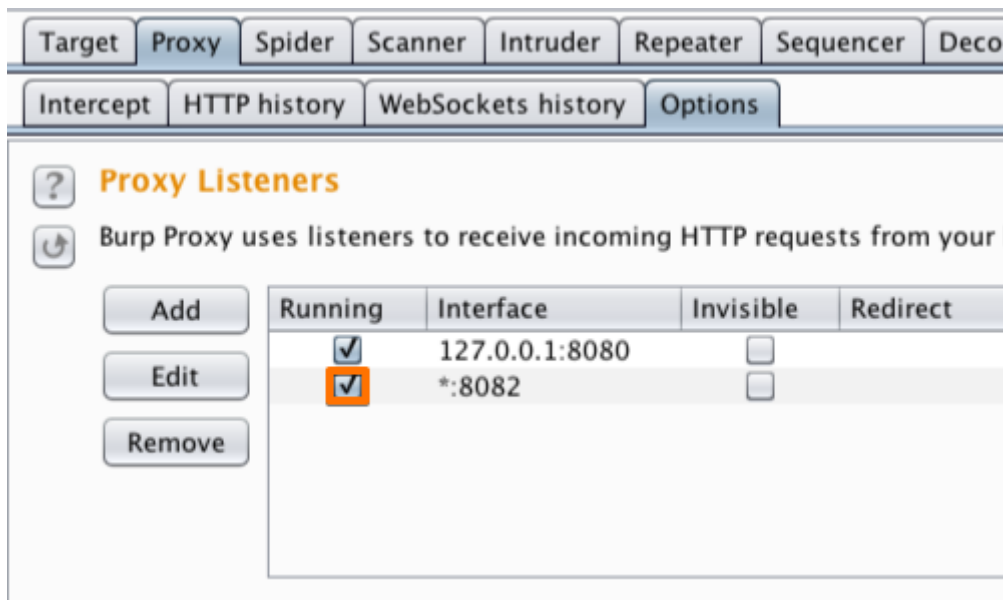 Target Proxy Spider Scanner Intruder Repeater Sequencer Deco
Intercept HTTP history WebSockets history Options
? Proxy Listeners
Burp Proxy uses listeners to receive incoming HTTP requests from your
Add
Edit
Remove
Running Interface Invisible Redirect
127.0.0.1:8080
*:8082